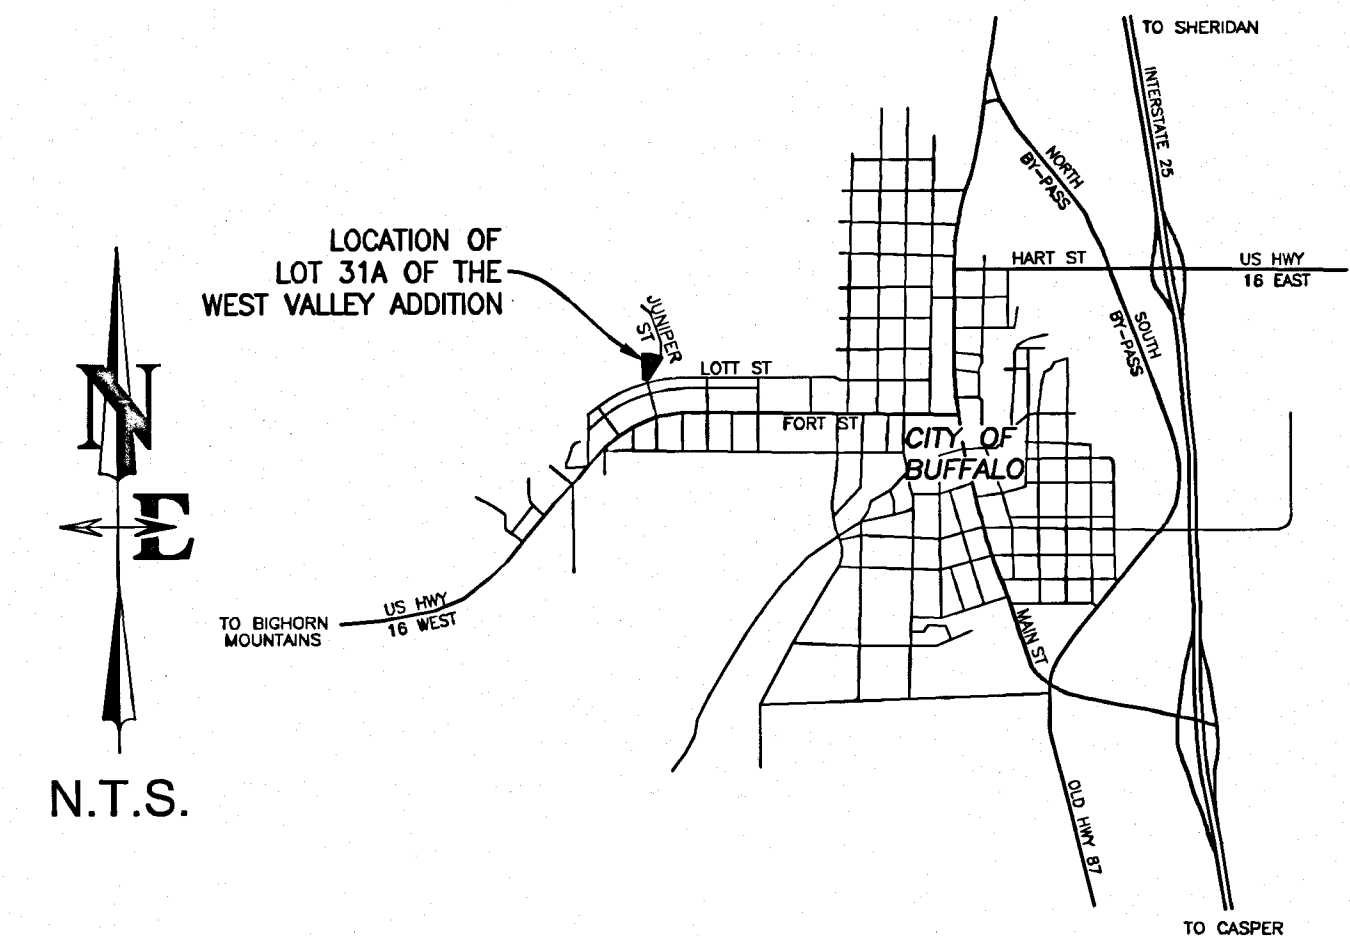 TO SHERIDAN
INTERSTATE 25
NORTH
BY-PASS
LOCATION OF
LOT 31A OF THE
WEST VALLEY ADDITION
HART ST
US HWY
16 EAST
JUNIPER
ST
SOUTH
BY-PASS
LOTT ST
FORT ST
CITY OF
BUFFALO
N
E
US HWY
16 WEST
TO BIGHORN
MOUNTAINS
MAIN ST
N.T.S.
OLD HWY 87
TO CASPER